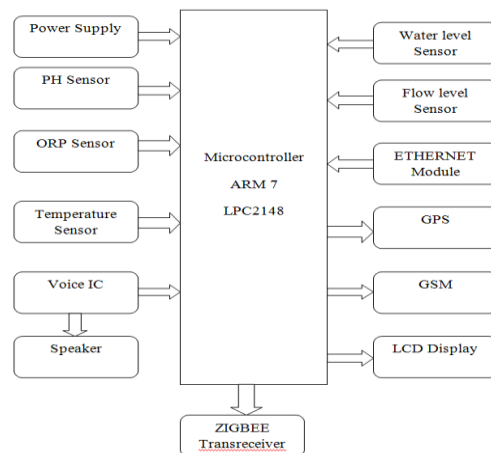 Power Supply
PH Sensor
ORP Sensor
Temperature
Sensor
Voice IC
Speaker
Microcontroller
ARM 7
LPC2148
Water level
Sensor
Flow level
Sensor
ETHERNET
Module
GPS
GSM
LCD Display
ZIGBEE
Transreceiver